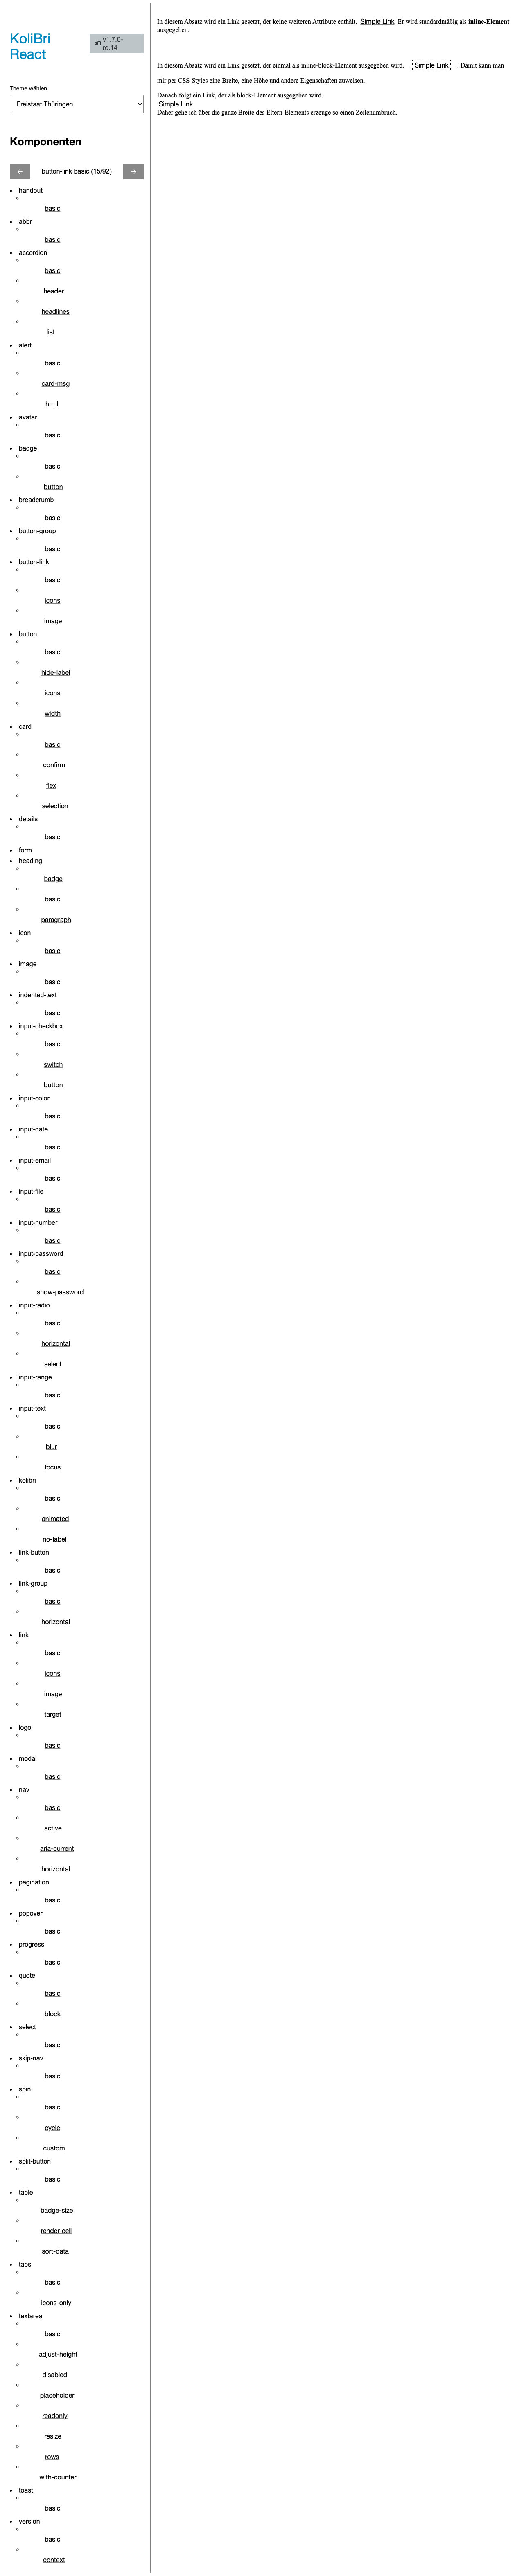 KoliBri
React
v1.7.0-
rc.14
Theme wählen
Freistaat Thüringen
Komponenten
← button-link basic (15/92) →
handout
basic
abbr
basic
accordion
basic
header
headlines
list
alert
basic
card-msg
html
avatar
basic
badge
basic
button
breadcrumb
basic
button-group
basic
button-link
basic
icons
image
button
basic
hide-label
icons
width
card
basic
confirm
flex
selection
details
basic
form
heading
badge
basic
paragraph
icon
basic
image
basic
indented-text
basic
input-checkbox
basic
switch
button
input-color
basic
input-date
basic
input-email
basic
input-file
basic
input-number
basic
input-password
basic
show-password
input-radio
basic
horizontal
select
input-range
basic
input-text
basic
blur
focus
kolibri
basic
animated
no-label
link-button
basic
link-group
basic
horizontal
link
basic
icons
image
target
logo
basic
modal
basic
nav
basic
active
aria-current
horizontal
pagination
basic
popover
basic
progress
basic
quote
basic
block
select
basic
skip-nav
basic
spin
basic
cycle
custom
split-button
basic
table
badge-size
render-cell
sort-data
tabs
basic
icons-only
textarea
basic
adjust-height
disabled
placeholder
readonly
resize
rows
with-counter
toast
basic
version
basic
context
In diesem Absatz wird ein Link gesetzt, der keine weiteren Attribute enthält. Simple Link Er wird standardmäßig als inline-Element
ausgegeben.
In diesem Absatz wird ein Link gesetzt, der einmal als inline-block-Element ausgegeben wird. Simple Link . Damit kann man
mir per CSS-Styles eine Breite, eine Höhe und andere Eigenschaften zuweisen.
Danach folgt ein Link, der als block-Element ausgegeben wird.
Simple Link
Daher gehe ich über die ganze Breite des Eltern-Elements erzeuge so einen Zeilenumbruch.